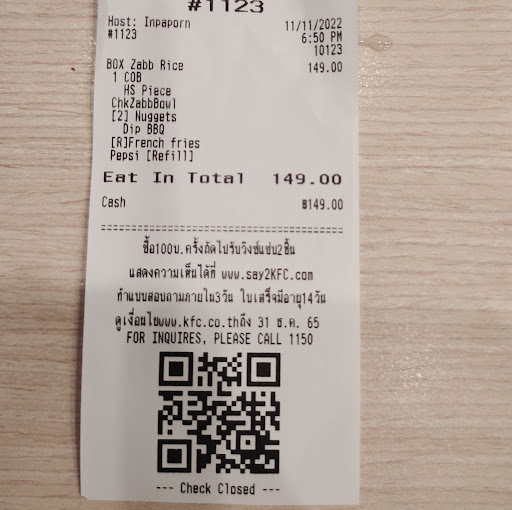 #1123
Host: Inpaporn 11/11/2022
#1123 6:50 PM
10123
BOX Zabb Rice 149.00
1 COB
HS Piece
ChkZabbBowl
[2] Nuggets
Dip BBQ
[R]French fries
Pepsi [Refill]
Eat In Total 149.00
Cash ฿149.00
ซื้อ100บ.ครั้งถัดไปรับวิงซ์แซ่บ2ชิ้น
แสดงความเห็นได้ที่ www.say2KFC.com
ทำแบบสอบถามภายใน3วัน ใบเสร็จมีอายุ14วัน
ดูเงื่อนไขwww.kfc.co.thถึง 31 ธ.ค. 65
FOR INQUIRES, PLEASE CALL 1150
--- Check Closed ---